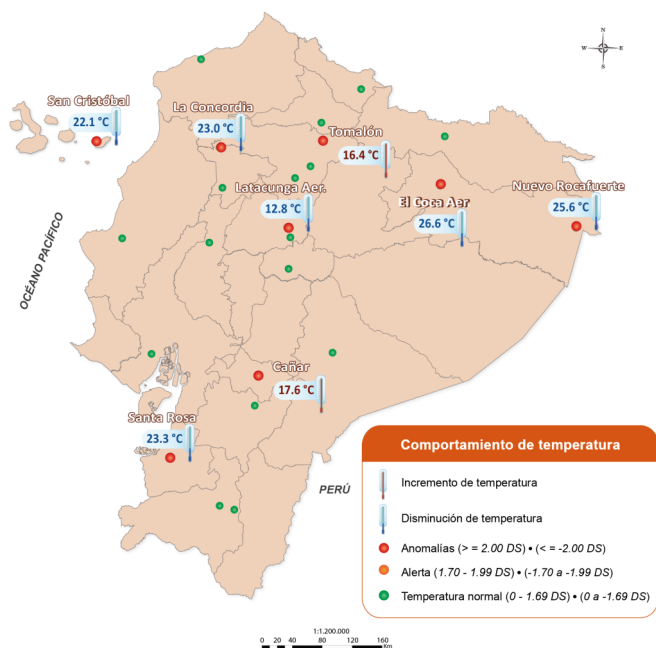 N
W E
S
San Cristóbal
22.1 °C
La Concordia
23.0 °C
Tomalón
16.4 °C
Latacunga Aer.
12.8 °C
El Coca Aer
26.6 °C
Nuevo Rocafuerte
25.6 °C
OCÉANO PACÍFICO
Cañar
17.6 °C
Santa Rosa
23.3 °C
PERÚ
Comportamiento de temperatura
Incremento de temperatura
Disminución de temperatura
Anomalías (> = 2.00 DS) • (< = -2.00 DS)
Alerta (1.70 - 1.99 DS) • (-1.70 a -1.99 DS)
Temperatura normal (0 - 1.69 DS) • (0 a -1.69 DS)
1:1.200.000
0 20 40 80 120 160
Km